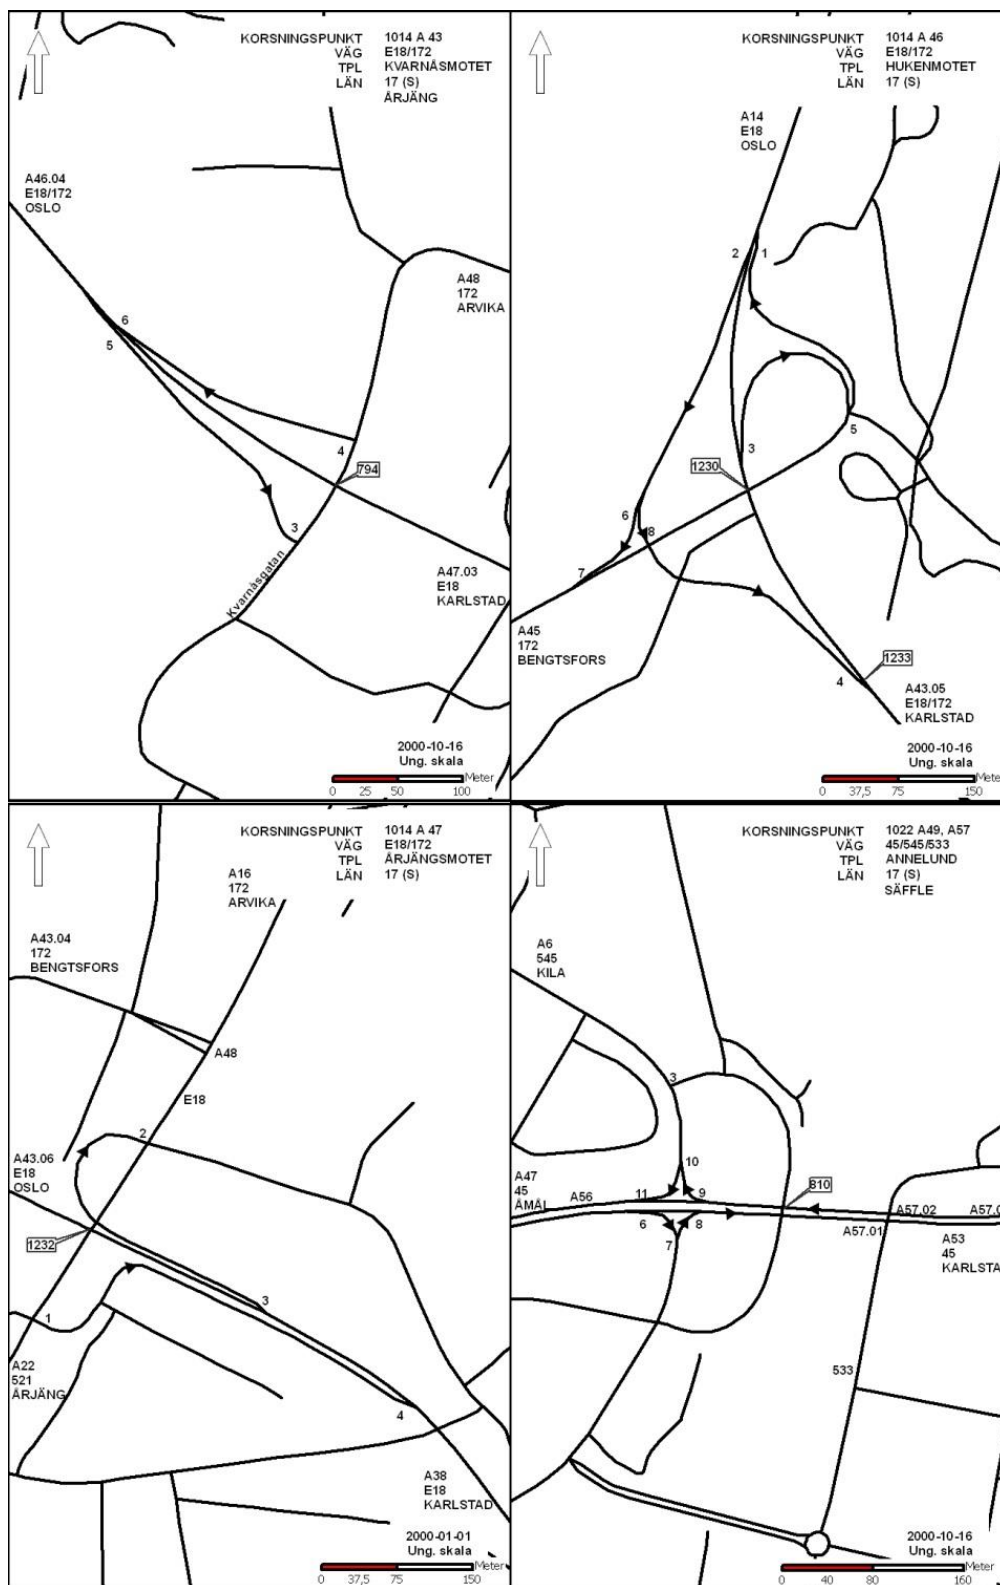 KORSNINGSPUNKT 1014 A 43
VÄG E18/172
TPL KVARNÅSMOTET
LÄN 17 (S)
ÅRJÄNG
A46.04
E18/172
OSLO
A48
172
ARVIKA
6
5
4
794
3
Kvarnåsgatan
A47.03
E18
KARLSTAD
2000-10-16
Ung. skala
Meter
0 25 50 100
KORSNINGSPUNKT 1014 A 46
VÄG E18/172
TPL HUKENMOTET
LÄN 17 (S)
A14
E18
OSLO
2 1
5
3
1230
6
8
7
A45
172
BENGTSFORS
1233
4
A43.05
E18/172
KARLSTAD
2000-10-16
Ung. skala
Meter
0 37,5 75 150
KORSNINGSPUNKT 1014 A 47
VÄG E18/172
TPL ÅRJÄNGSMOTET
LÄN 17 (S)
A16
172
ARVIKA
A43.04
172
BENGTSFORS
A48
E18
2
A43.06
E18
OSLO
1232
3
1
A22
521
ÅRJÄNG
4
A38
E18
KARLSTAD
2000-01-01
Ung. skala
Meter
0 37,5 75 150
KORSNINGSPUNKT 1022 A49, A57
VÄG 45/545/533
TPL ANNELUND
LÄN 17 (S)
SÄFFLE
A6
545
KILA
3
10
A47
45
ÅMÅL
A56
11 9
810
6 8
7
A57.02
A57.0
A57.01
A53
45
KARLSTA
533
2000-10-16
Ung. skala
Meter
0 40 80 160